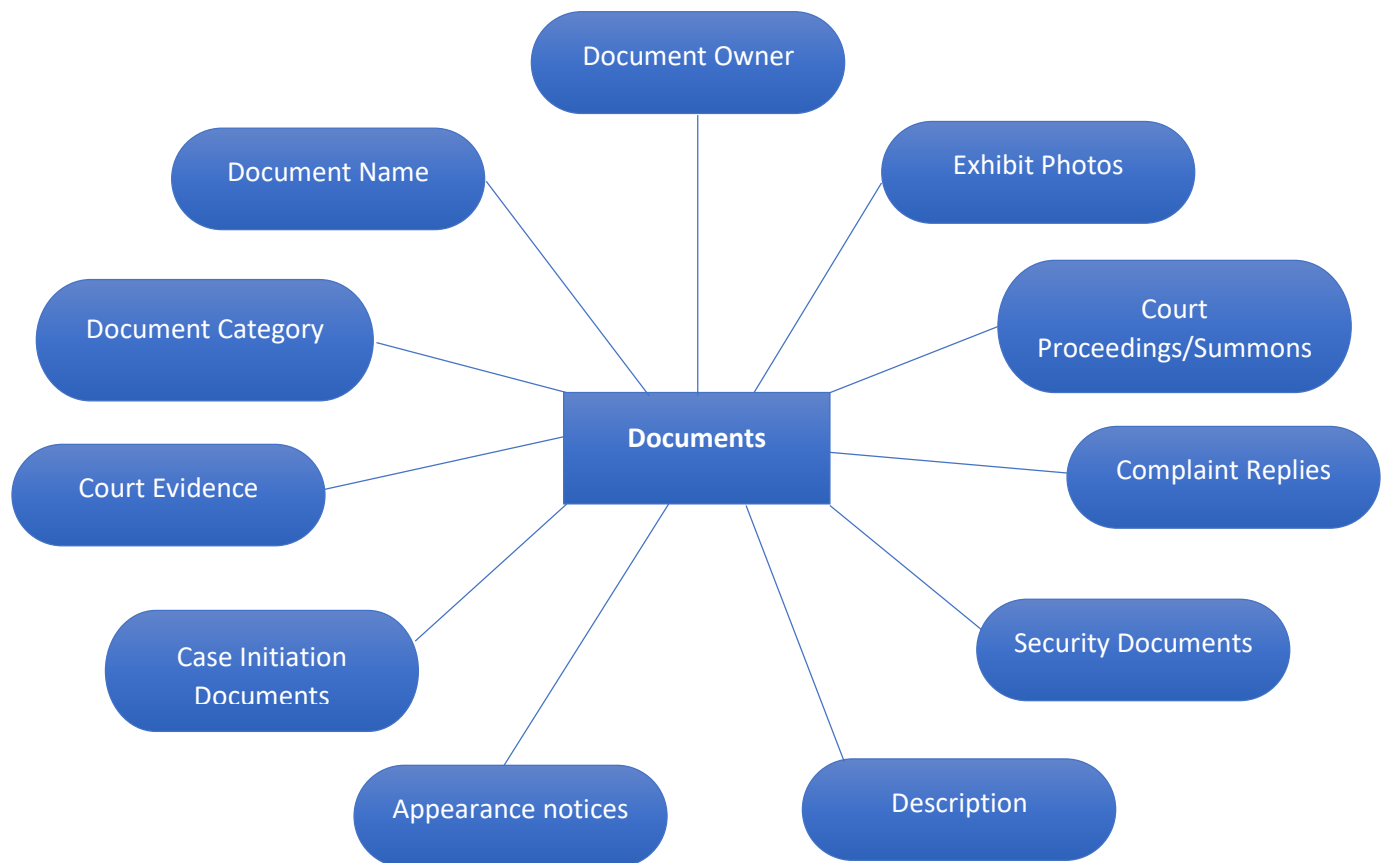 Document Owner
Document Name
Exhibit Photos
Court
Proceedings/Summons
Document Category
Documents
Court Evidence
Complaint Replies
Case Initiation
Documents
Security Documents
Appearance notices
Description